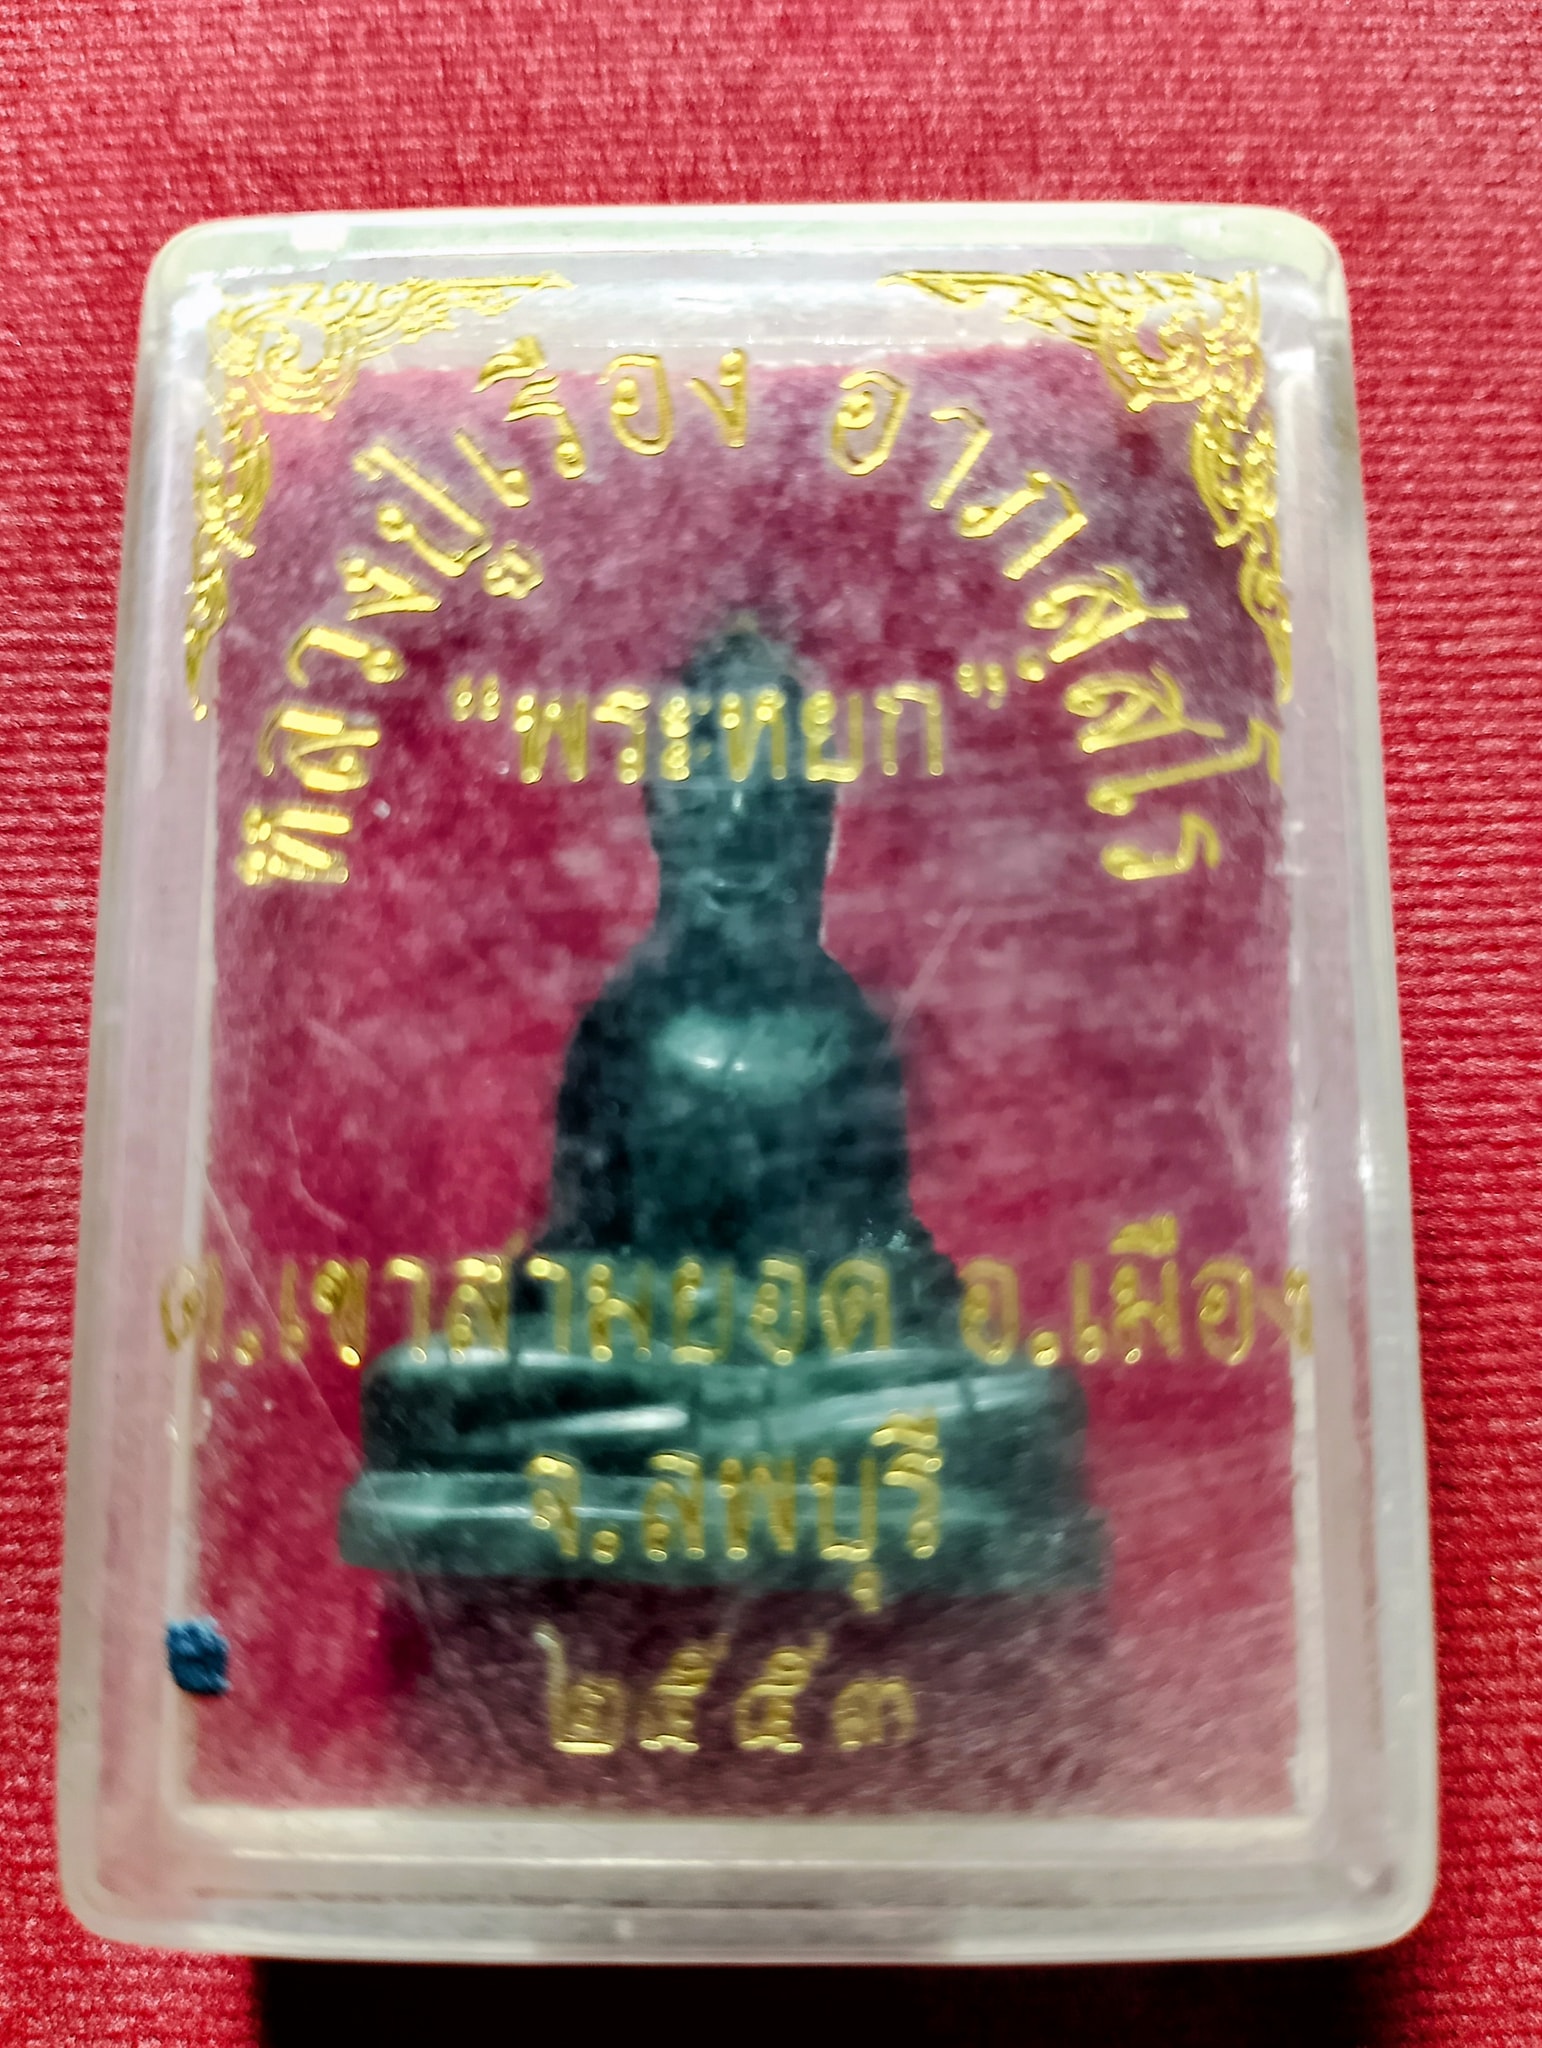 หลวงปู่เรือง อาภสฺสโร
"พระหยก"
ต.เขาสามยอด อ.เมือง
จ.ลพบุรี
๒๕๕๓